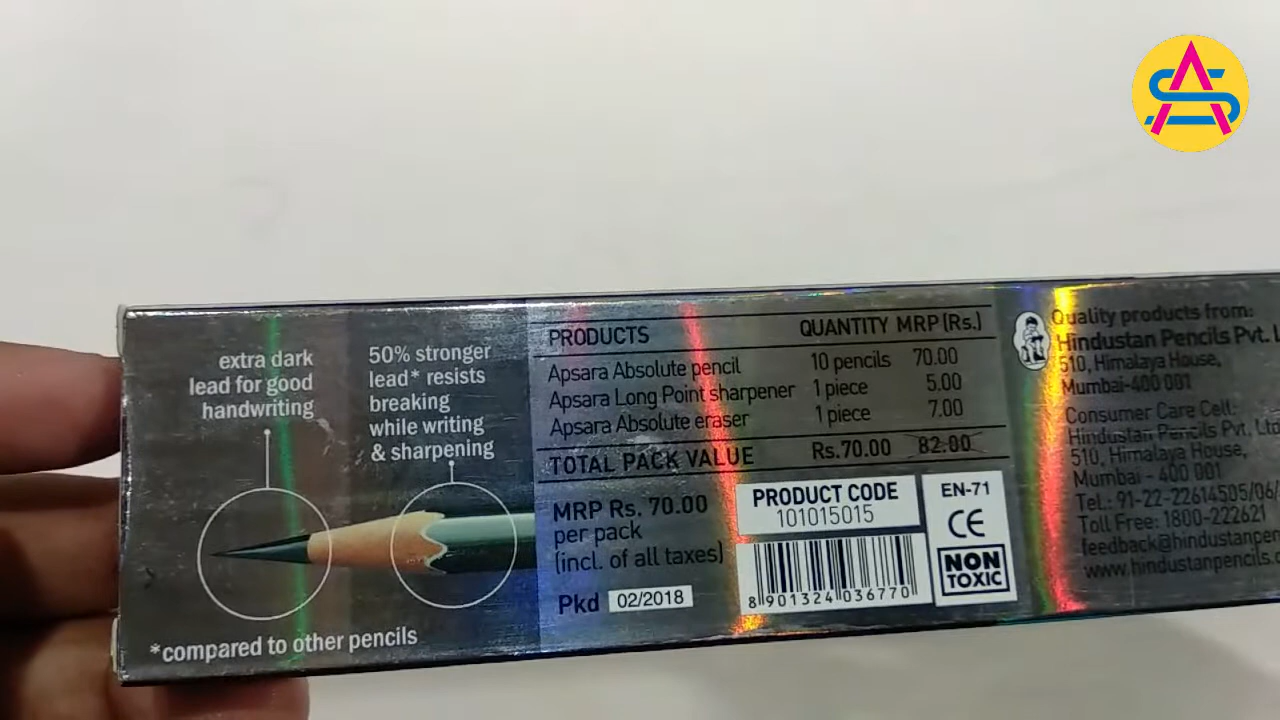 extra dark
lead for good
handwriting
50% stronger
lead* resists
breaking
while writing
& sharpening
*compared to other pencils
PRODUCTS QUANTITY MRP (Rs.)
Apsara Absolute pencil 10 pencils 70.00
Apsara Long Point sharpener 1 piece 5.00
Apsara Absolute eraser 1 piece 7.00
TOTAL PACK VALUE Rs.70.00 82.00
MRP Rs. 70.00
per pack
(incl. of all taxes)
Pkd 02/2018
PRODUCT CODE
101015015
8 901324 036770
EN-71
CE
NON
TOXIC
Quality products from:
Hindustan Pencils Pvt.
510, Himalaya House,
Mumbai-400 001
Consumer Care Cell:
Hindustan Pencils Pvt. Ltd
510, Himalaya House,
Mumbai - 400 001
Tel.: 91-22-22614505/06/
Toll Free: 1800-222621
feedback@hindustanpen
www.hindustanpencils.